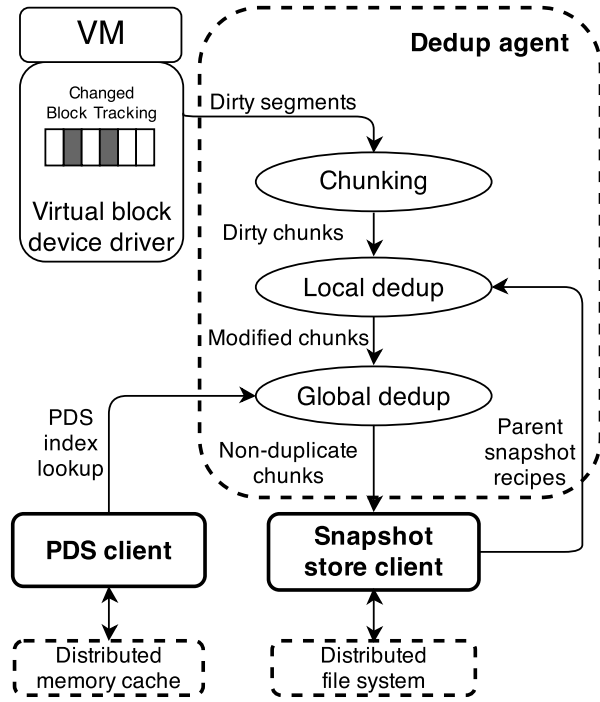 VM
Dedup agent
Changed
Block Tracking
Virtual block
device driver
Dirty segments
Chunking
Dirty chunks
Local dedup
Modified chunks
Global dedup
PDS
index
lookup
Non-duplicate
chunks
Parent
snapshot
recipes
PDS client
Snapshot
store client
Distributed
memory cache
Distributed
file system